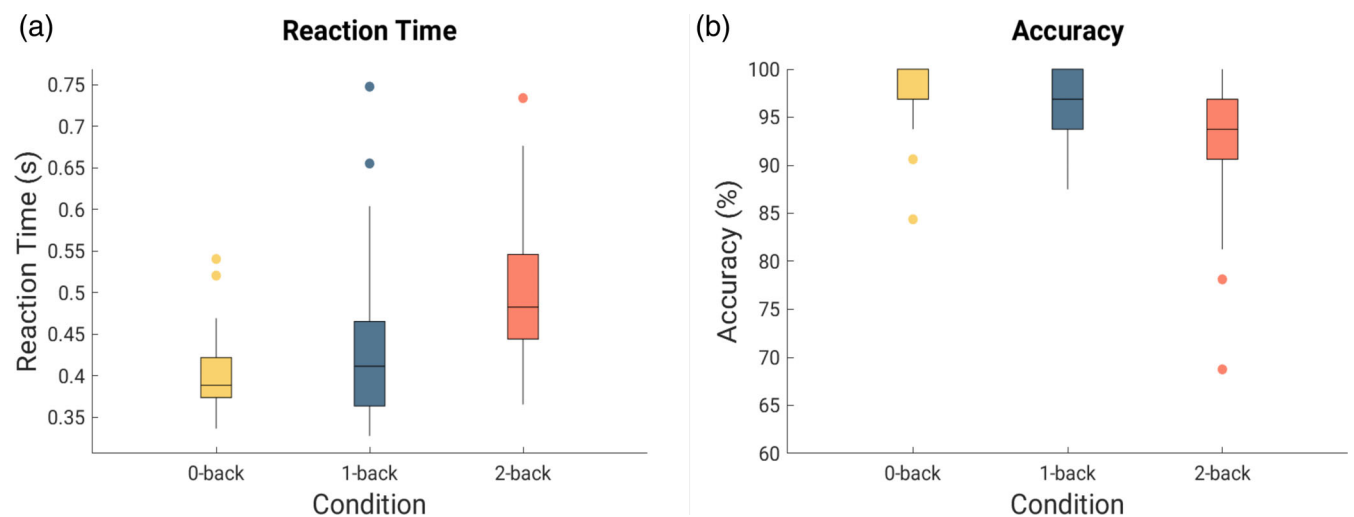 (a)
Reaction Time
0.75
0.7
0.65
0.6
0.55
0.5
0.45
0.4
0.35
Reaction Time (s)
0-back 1-back 2-back
Condition
(b)
Accuracy
100
95
90
85
80
75
70
65
60
Accuracy (%)
0-back 1-back 2-back
Condition